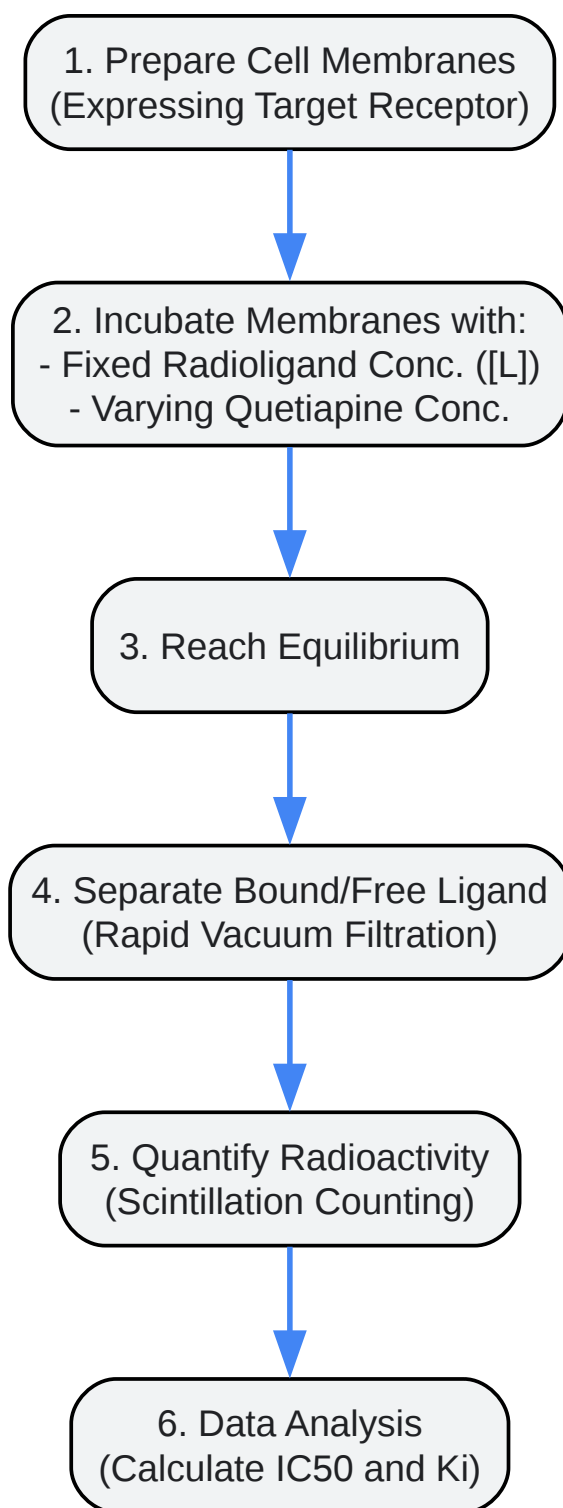 1. Prepare Cell Membranes
(Expressing Target Receptor)
2. Incubate Membranes with:
- Fixed Radioligand Conc. ([L])
- Varying Quetiapine Conc.
3. Reach Equilibrium
4. Separate Bound/Free Ligand
(Rapid Vacuum Filtration)
5. Quantify Radioactivity
(Scintillation Counting)
6. Data Analysis
(Calculate IC50 and Ki)